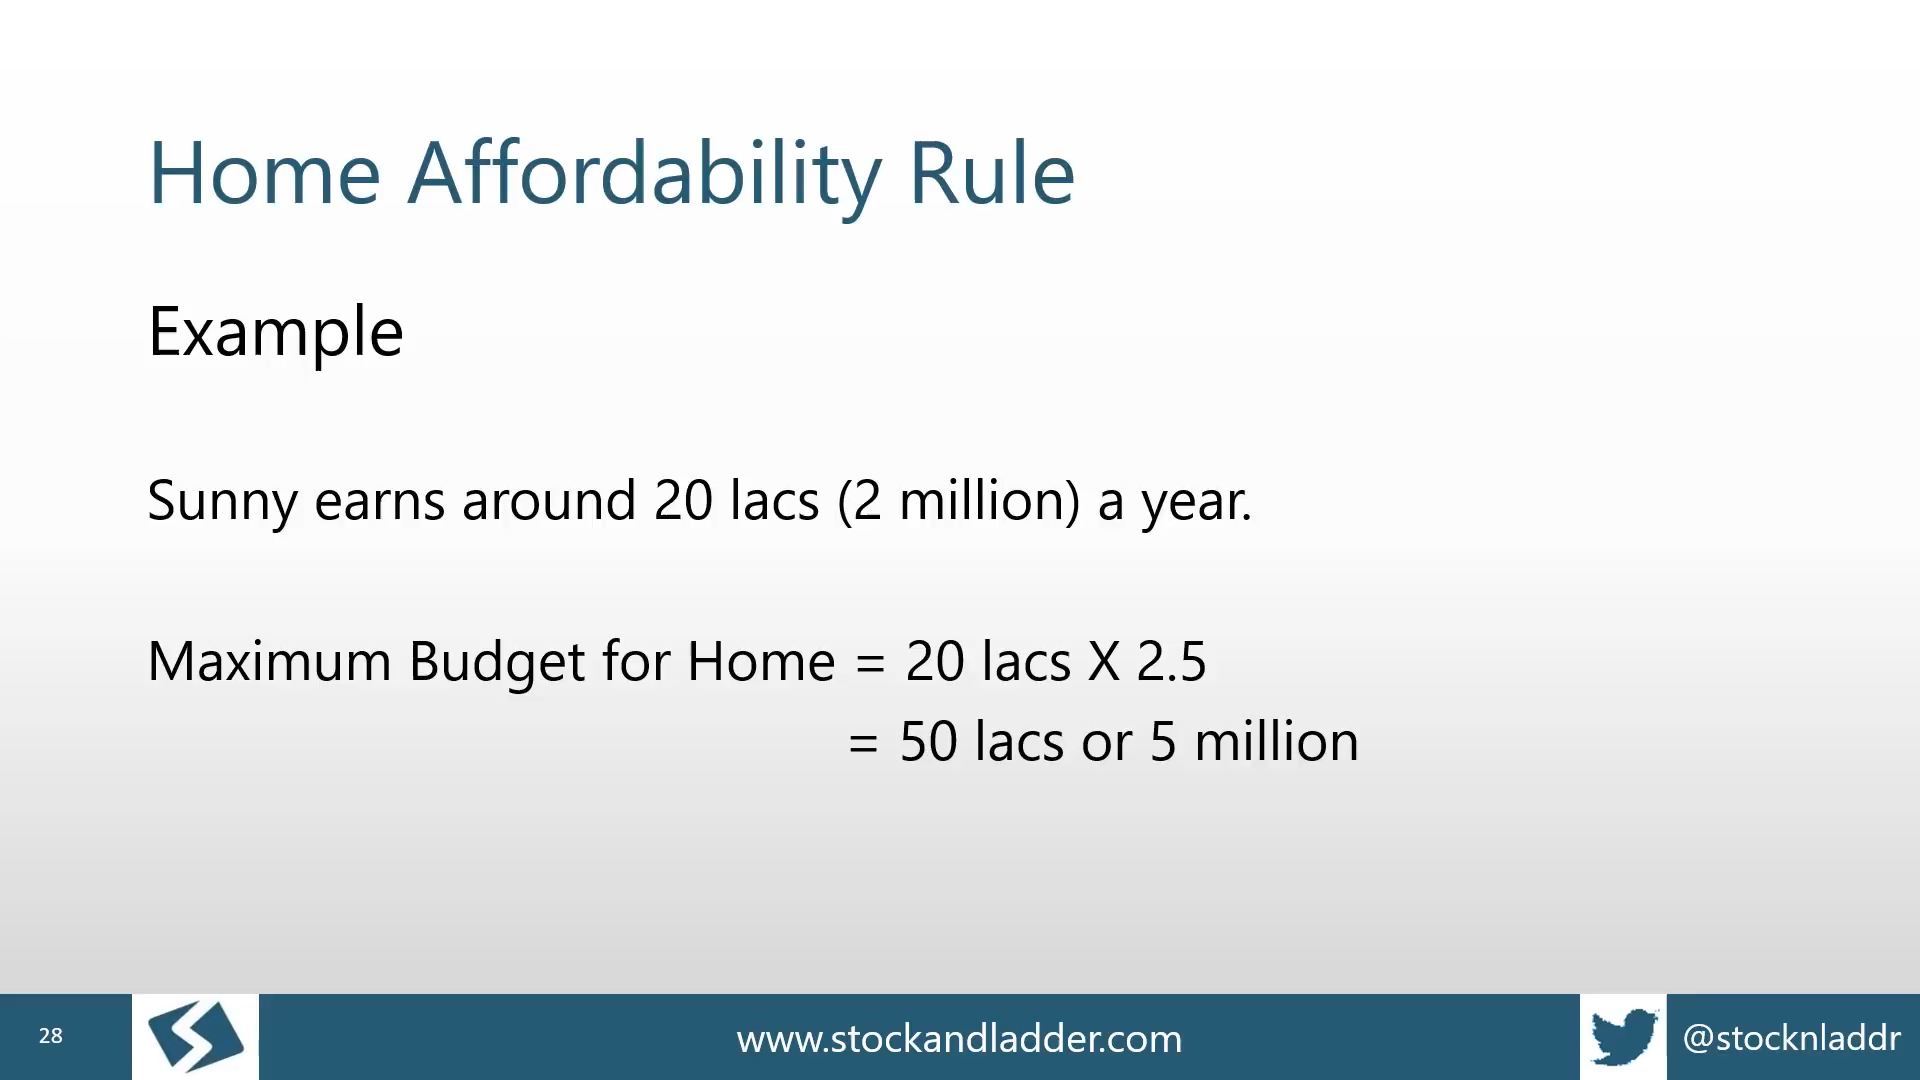 Home Affordability Rule
Example
Sunny earns around 20 lacs (2 million) a year.
Maximum Budget for Home = 20 lacs X 2.5
= 50 lacs or 5 million
28
www.stockandladder.com
@stocknladdr